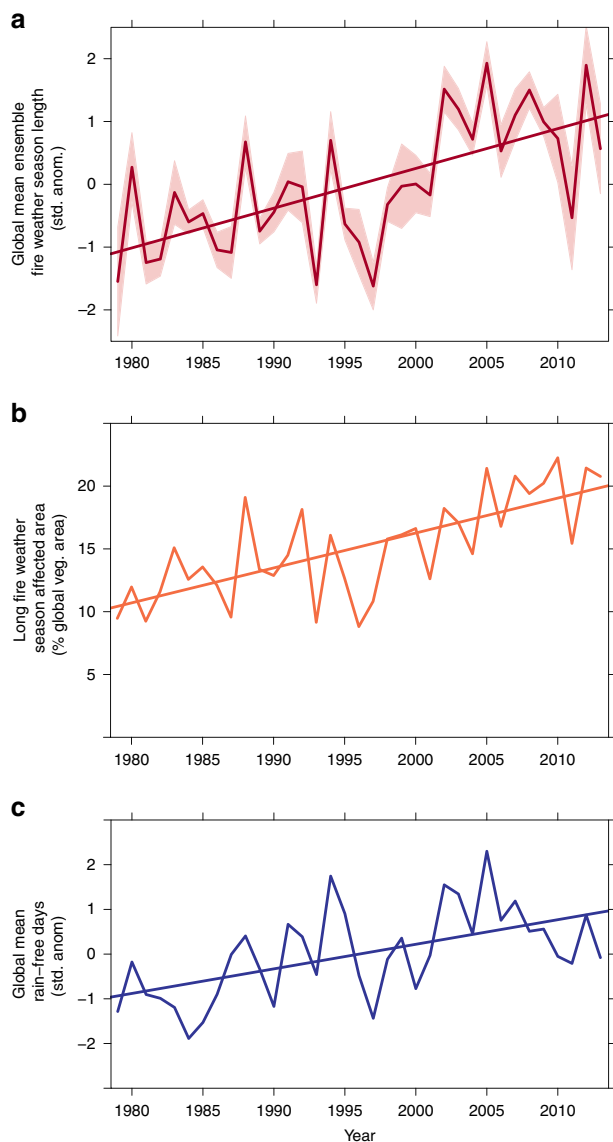 a
Global mean ensemble
fire weather season length
(std. anom.)
2
1
0
−1
−2
1980 1985 1990 1995 2000 2005 2010
b
Long fire weather
season affected area
(% global veg. area)
20
15
10
5
1980 1985 1990 1995 2000 2005 2010
c
Global mean
rain−free days
(std. anom)
2
1
0
−1
−2
1980 1985 1990 1995 2000 2005 2010
Year